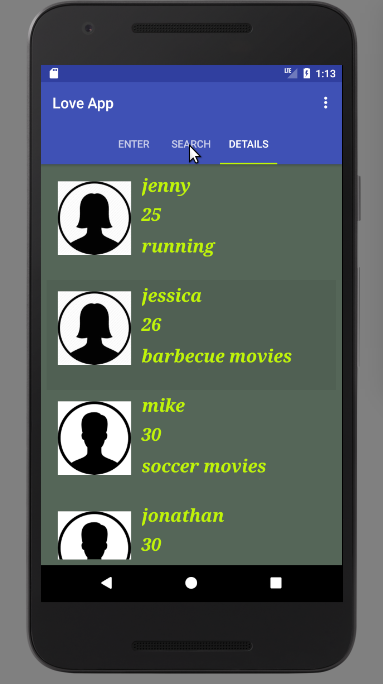 LTE 1:13
Love App
ENTER SEARCH DETAILS
jenny
25
running
jessica
26
barbecue movies
mike
30
soccer movies
jonathan
30